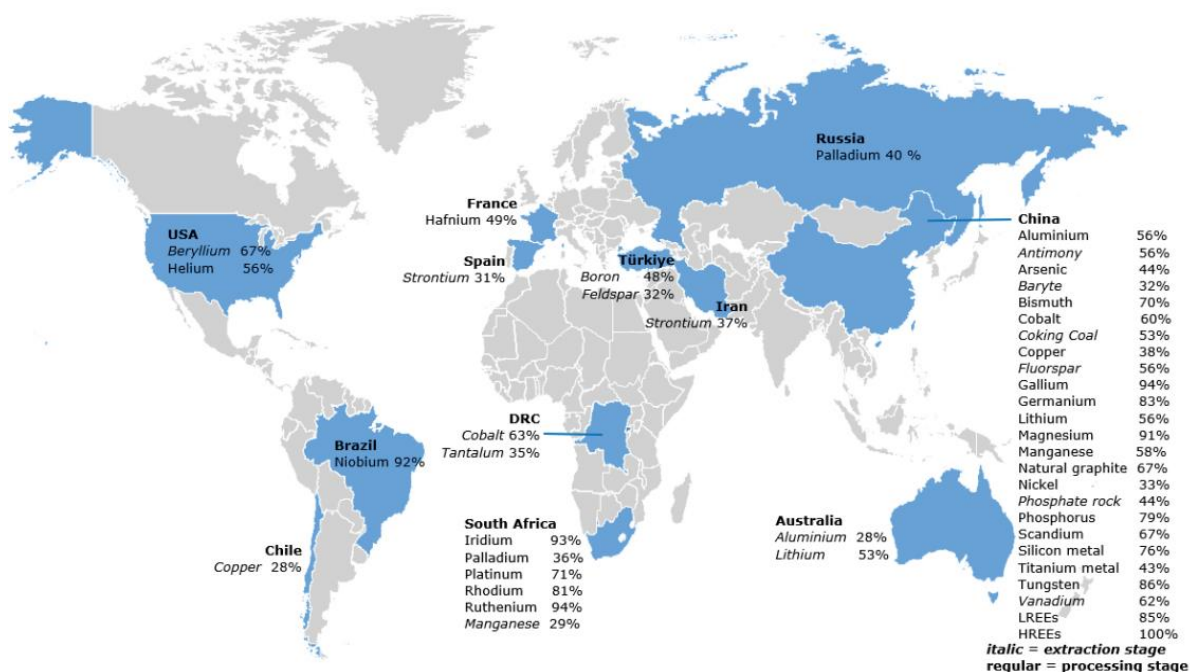 Russia
Palladium 40 %
France
Hafnium 49%
USA
Beryllium 67%
Helium 56%
Spain
Strontium 31%
Türkiye
Boron 48%
Feldspar 32%
Iran
Strontium 37%
China
Aluminium 56%
Antimony 56%
Arsenic 44%
Baryte 32%
Bismuth 70%
Cobalt 60%
Coking Coal 53%
Copper 38%
Fluorspar 56%
Gallium 94%
Germanium 83%
Lithium 56%
Magnesium 91%
Manganese 58%
Natural graphite 67%
Nickel 33%
Phosphate rock 44%
Phosphorus 79%
Scandium 67%
Silicon metal 76%
Titanium metal 43%
Tungsten 86%
Vanadium 62%
LREEs 85%
HREEs 100%
DRC
Cobalt 63%
Tantalum 35%
Brazil
Niobium 92%
South Africa
Iridium 93%
Palladium 36%
Platinum 71%
Rhodium 81%
Ruthenium 94%
Manganese 29%
Chile
Copper 28%
Australia
Aluminium 28%
Lithium 53%
italic = extraction stage
regular = processing stage